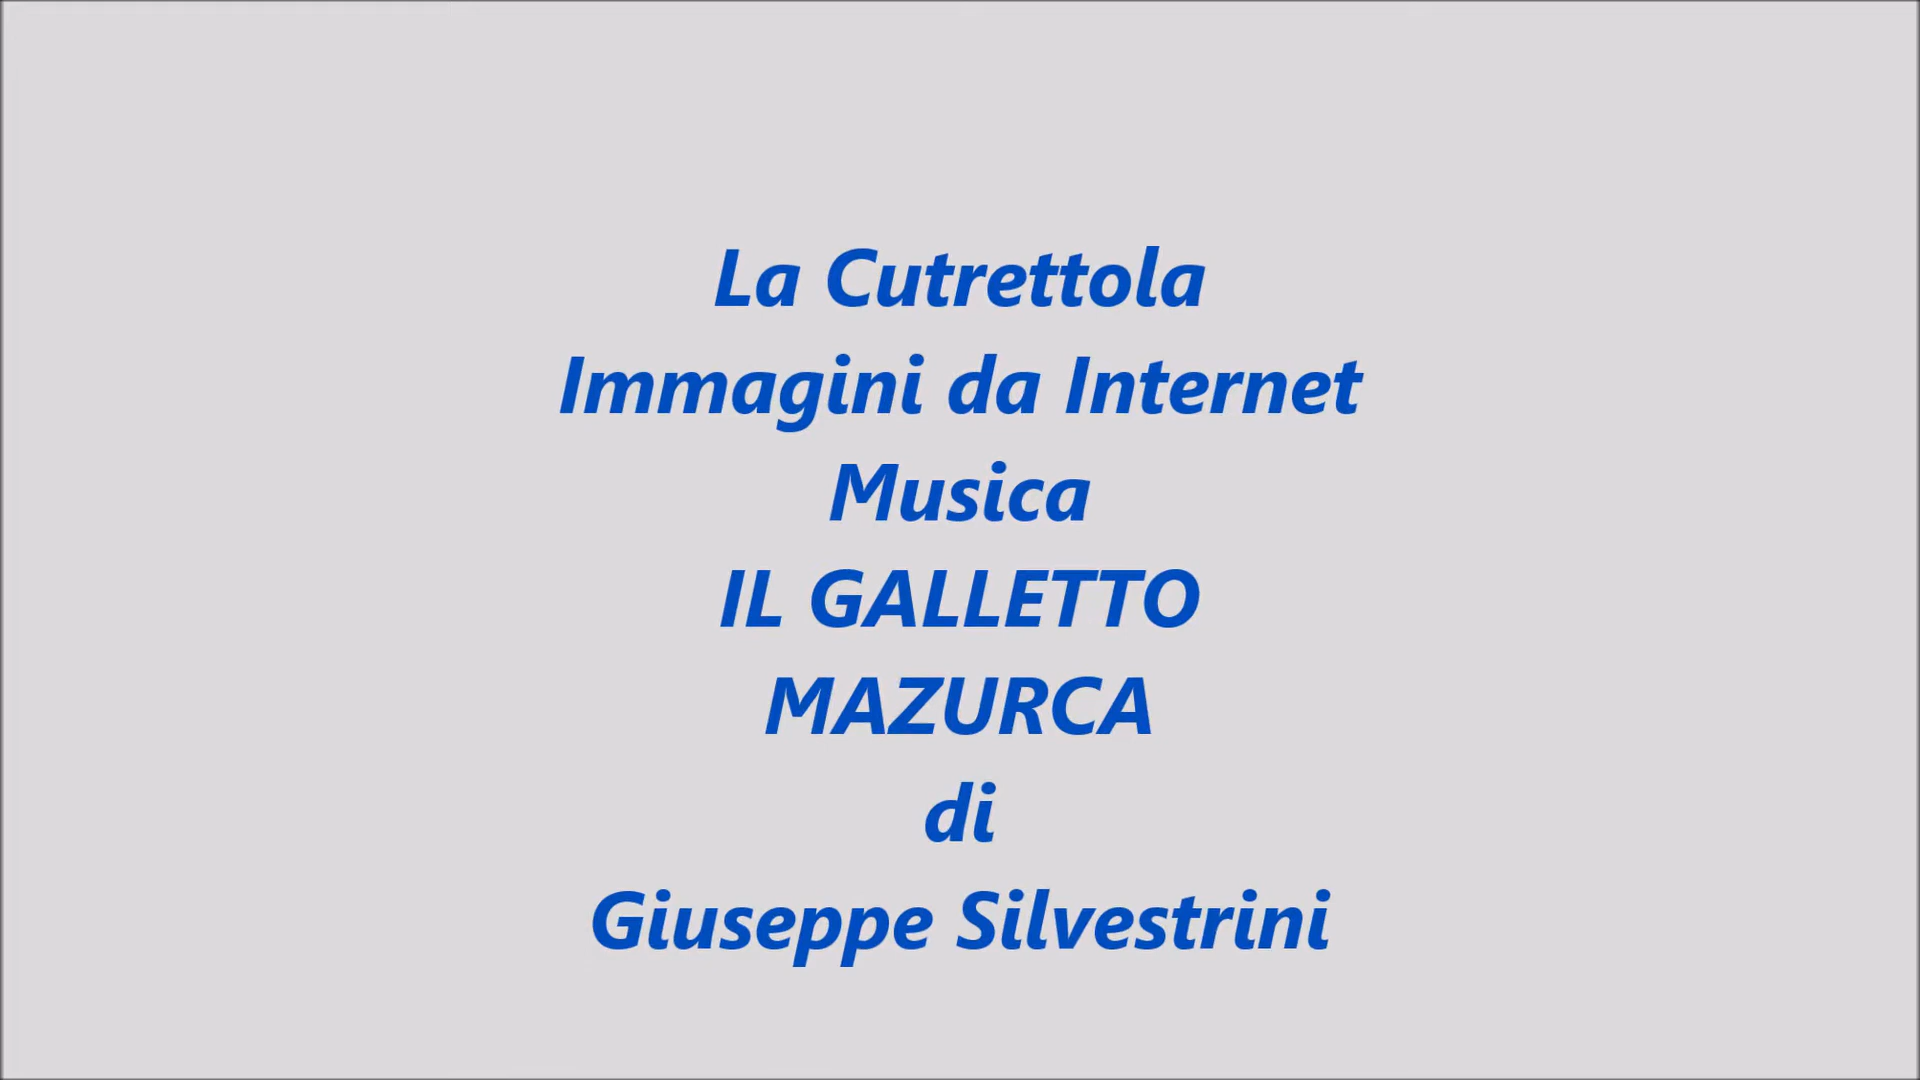 La Cutrettola
Immagini da Internet
Musica
IL GALLETTO
MAZURCA
di
Giuseppe Silvestrini